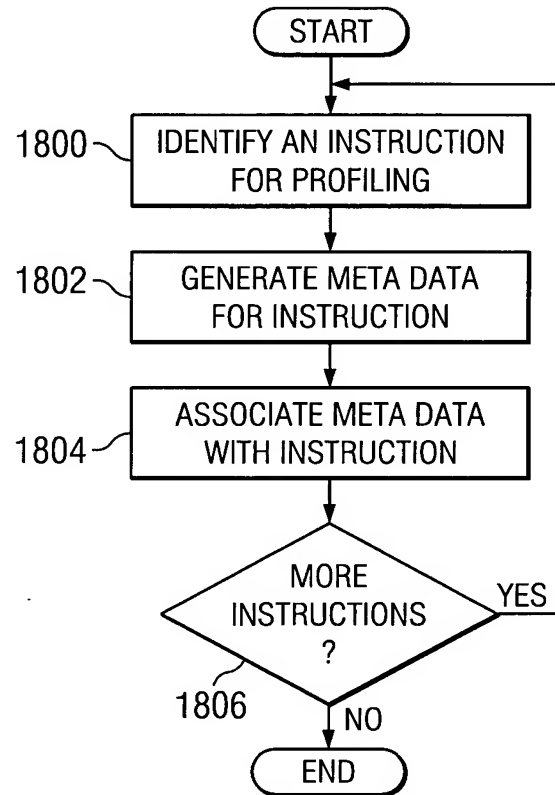 START
1800
IDENTIFY AN INSTRUCTION
FOR PROFILING
1802
GENERATE META DATA
FOR INSTRUCTION
1804
ASSOCIATE META DATA
WITH INSTRUCTION
MORE
INSTRUCTIONS
?
YES
1806
NO
END